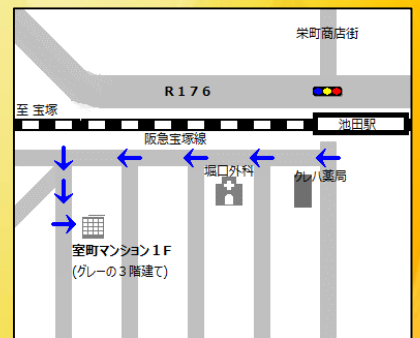 栄町商店街
R176
至 宝塚
池田駅
阪急宝塚線
堀口外科
クレハ薬局
室町マンション1F
(グレーの3階建て)